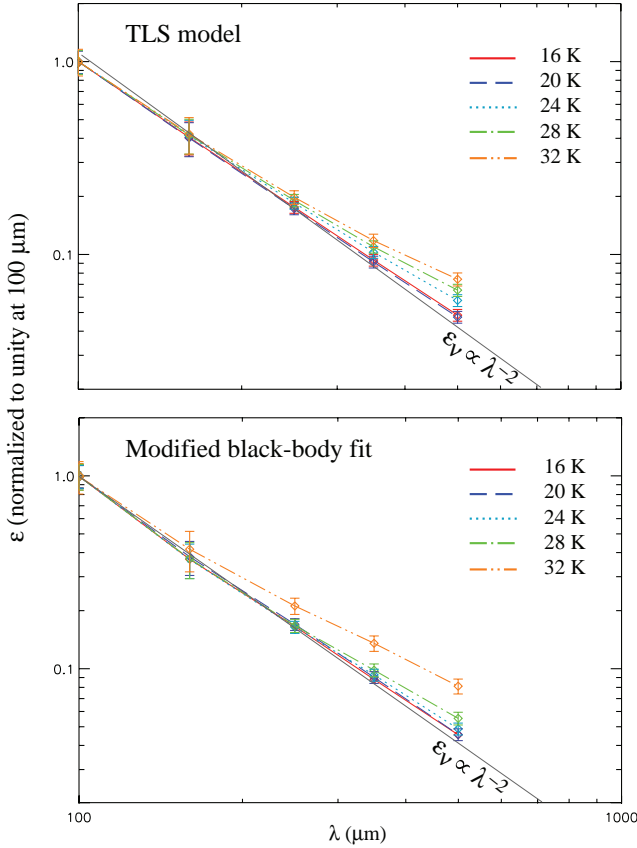 TLS model
1.0
0.1
16 K
20 K
24 K
28 K
32 K
εν ∝ λ−2
ε (normalized to unity at 100 μm)
Modified black-body fit
1.0
0.1
16 K
20 K
24 K
28 K
32 K
εν ∝ λ−2
100
1000
λ (μm)